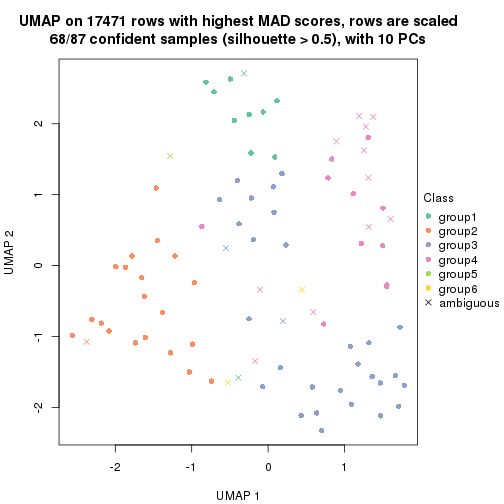 UMAP on 17471 rows with highest MAD scores, rows are scaled
68/87 confident samples (silhouette > 0.5), with 10 PCs
2
1
0
-1
-2
UMAP 2
-2
-1
0
1
UMAP 1
Class
group1
group2
group3
group4
group5
group6
ambiguous